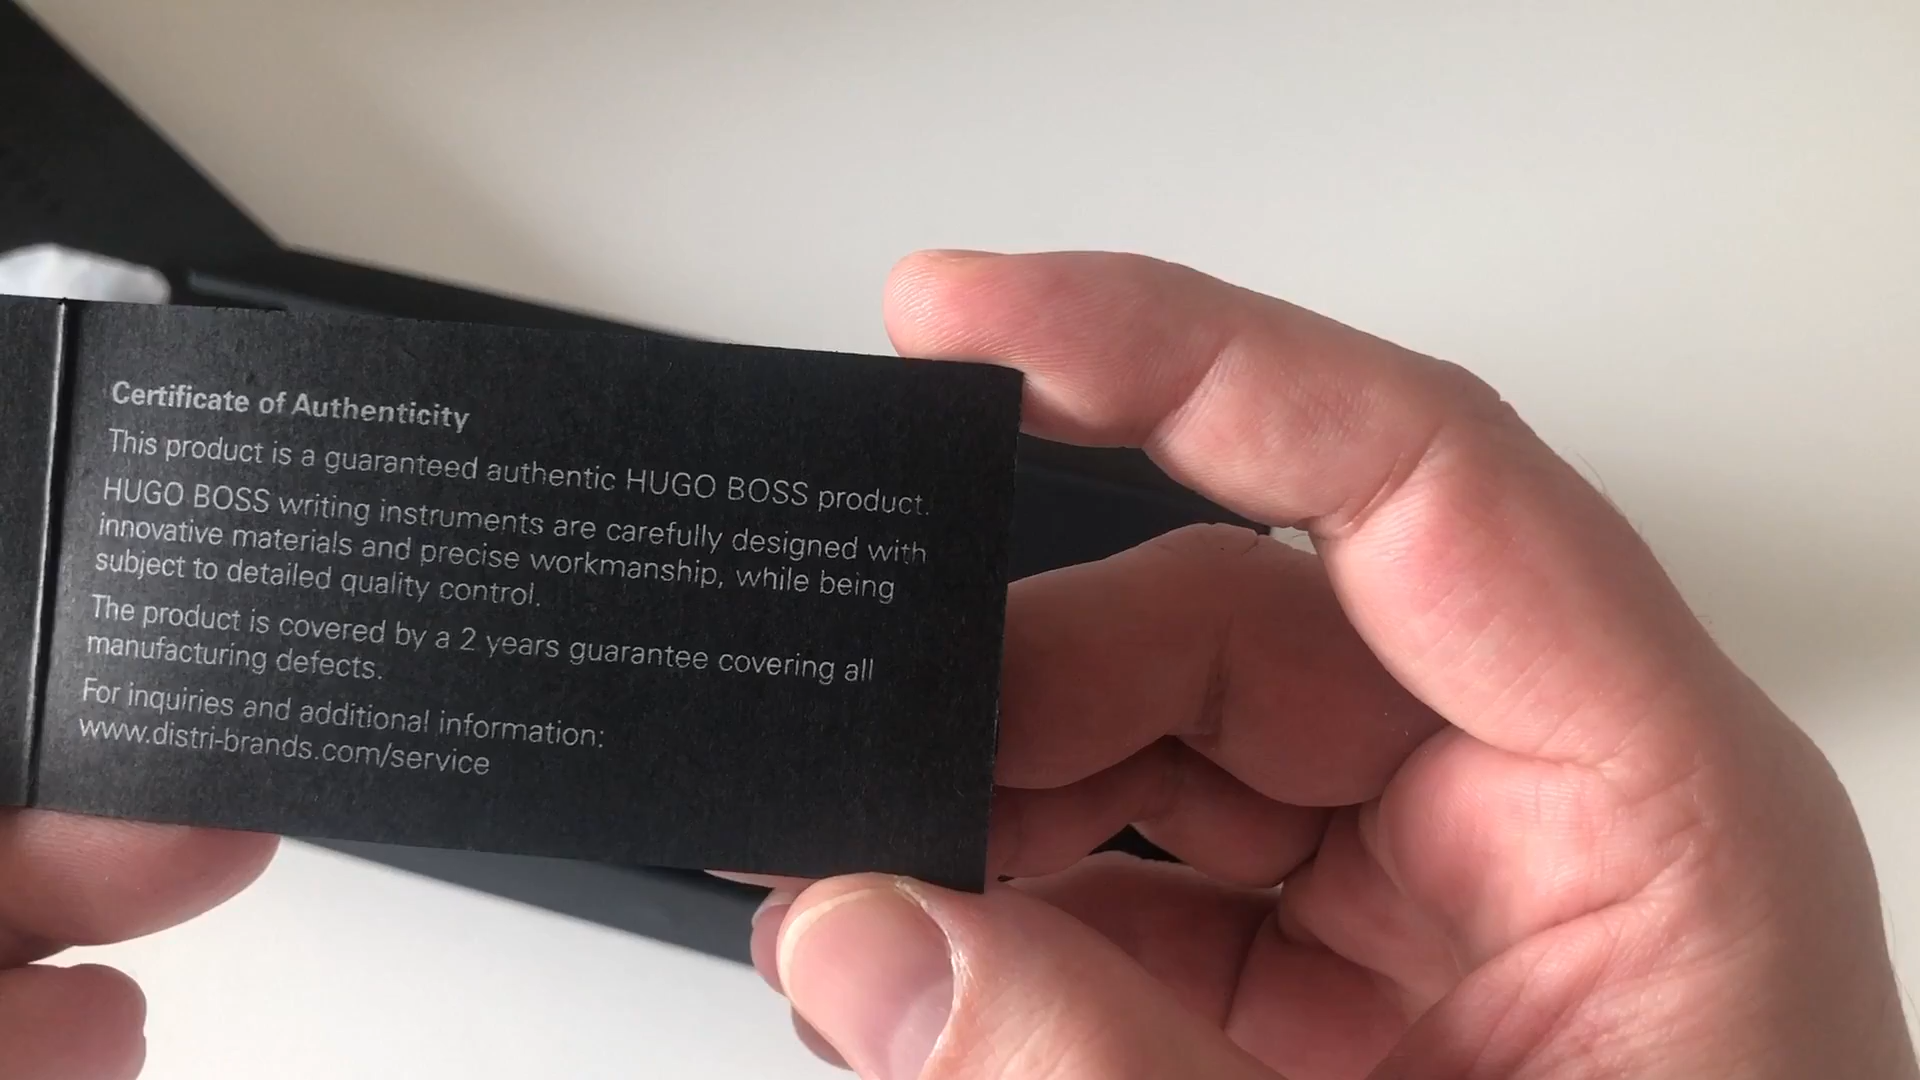 Certificate of Authenticity
This product is a guaranteed authentic HUGO BOSS product.
HUGO BOSS writing instruments are carefully designed with
innovative materials and precise workmanship, while being
subject to detailed quality control.
The product is covered by a 2 years guarantee covering all
manufacturing defects.
For inquiries and additional information:
www.distri-brands.com/service